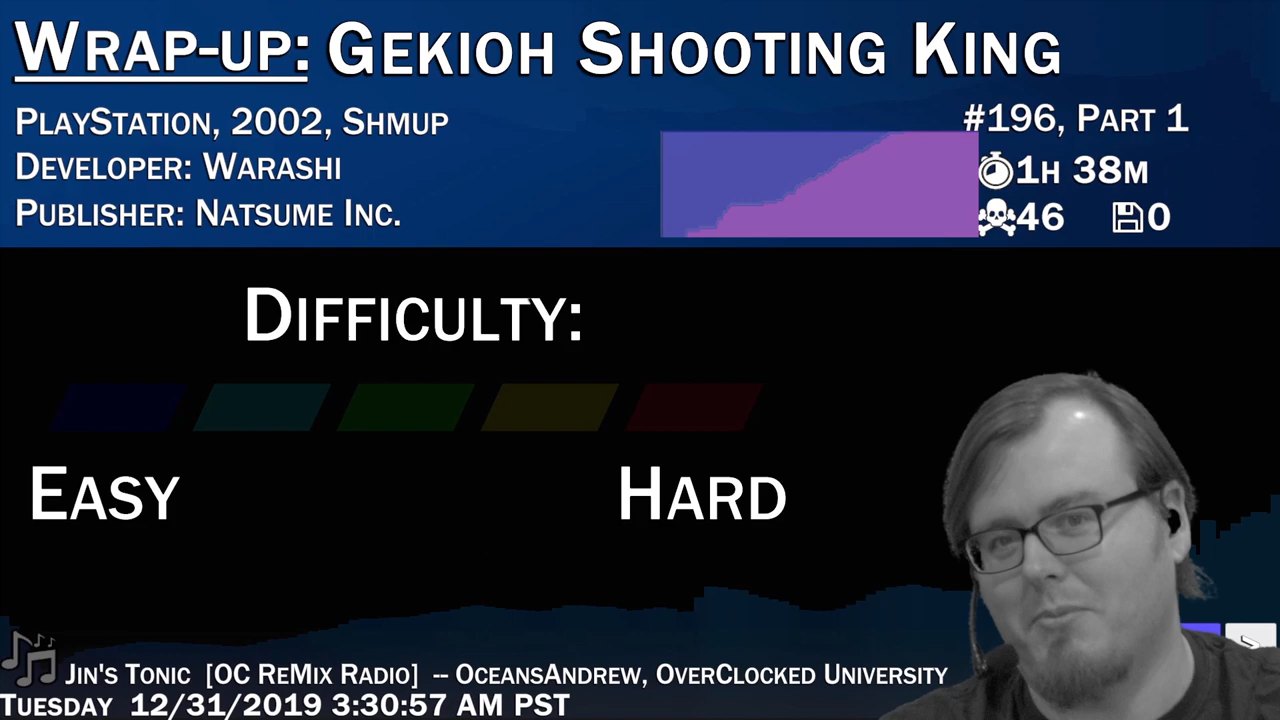 Wrap-up: Gekioh Shooting King
PlayStation, 2002, Shmup
Developer: Warashi
Publisher: Natsume Inc.
#196, Part 1
1h 38m
46 0
Difficulty:
Easy Hard
Jin's Tonic [OC ReMix Radio] -- OceansAndrew, OverClocked University
Tuesday 12/31/2019 3:30:57 AM PST